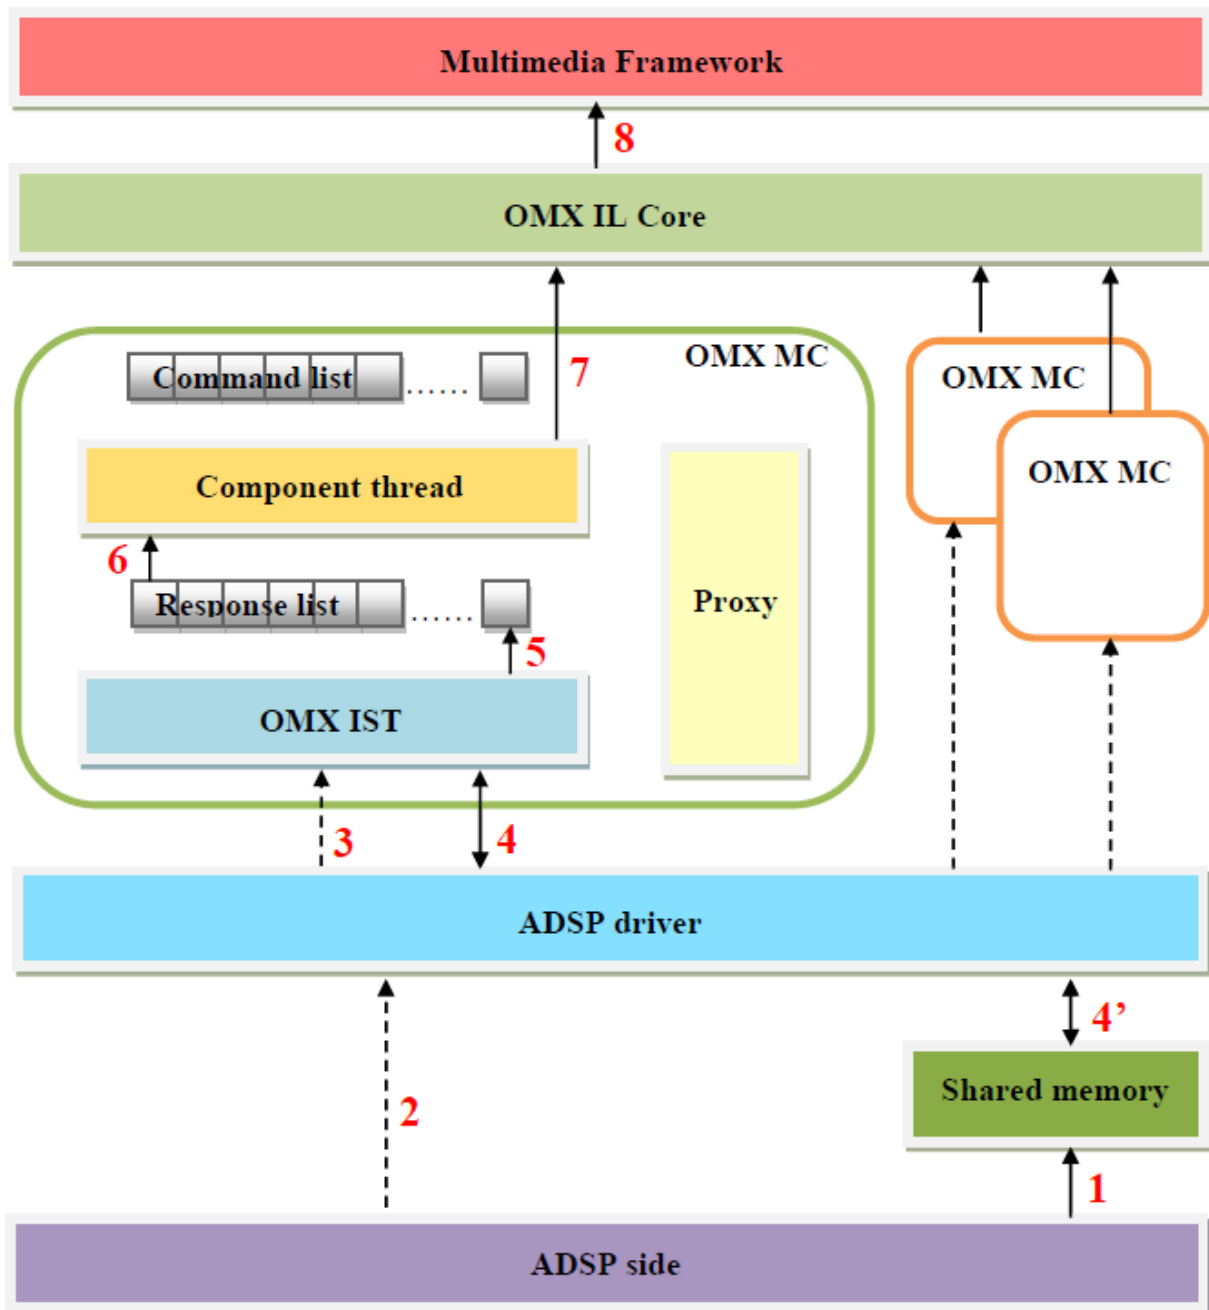 Multimedia Framework
8
OMX IL Core
OMX MC
7
Command list
......
Component thread
6
Response list
......
5
OMX IST
Proxy
OMX MC
OMX MC
3
4
ADSP driver
4’
2
Shared memory
1
ADSP side